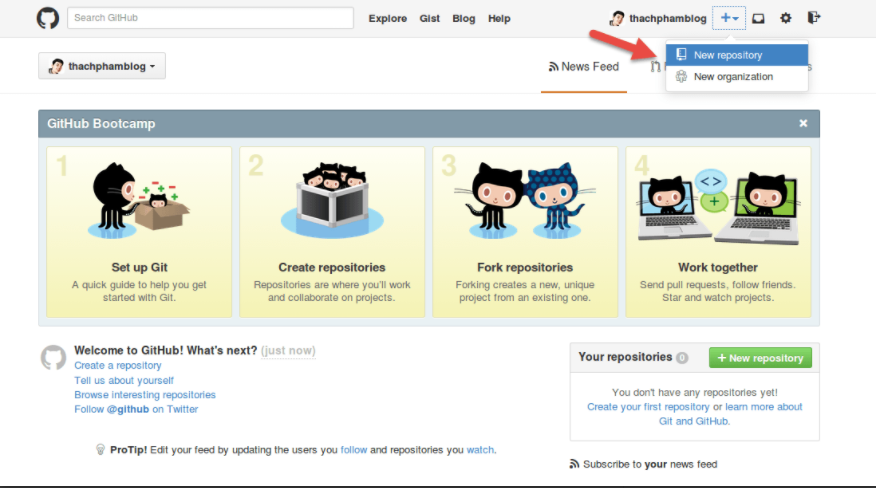 Search GitHub
Explore Gist Blog Help
thachphamblog
New repository
New organization
thachphamblog
News Feed
GitHub Bootcamp
1
2
3
4
Set up Git
A quick guide to help you get
started with Git.
Create repositories
Repositories are where you'll work
and collaborate on projects.
Fork repositories
Forking creates a new, unique
project from an existing one.
Work together
Send pull requests, follow friends.
Star and watch projects.
Welcome to GitHub! What's next? (just now)
Create a repository
Tell us about yourself
Browse interesting repositories
Follow @github on Twitter
ProTip! Edit your feed by updating the users you follow and repositories you watch.
Your repositories 0
+ New repository
You don't have any repositories yet!
Create your first repository or learn more about
Git and GitHub.
Subscribe to your news feed